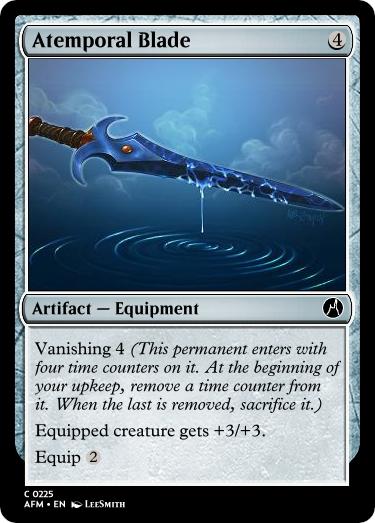 Atemporal Blade 4
Artifact — Equipment
Vanishing 4 (This permanent enters with
four time counters on it. At the beginning of
your upkeep, remove a time counter from
it. When the last is removed, sacrifice it.)
Equipped creature gets +3/+3.
Equip 2
C 0225
AFM • EN LeeSmith